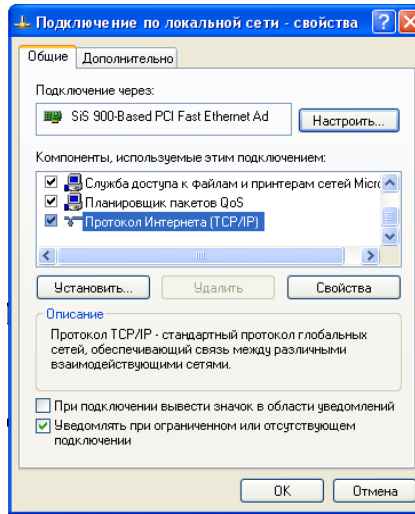 Подключение по локальной сети - свойства
Общие
Дополнительно
Подключение через:
SiS 900-Based PCI Fast Ethernet Ad
Настроить...
Компоненты, используемые этим подключением:
Служба доступа к файлам и принтерам сетей Micro
Планировщик пакетов QoS
Протокол Интернета (TCP/IP)
Установить...
Удалить
Свойства
Описание
Протокол TCP/IP - стандартный протокол глобальных
сетей, обеспечивающий связь между различными
взаимодействующими сетями.
При подключении вывести значок в области уведомлений
Уведомлять при ограниченном или отсутствующем
подключении
OK
Отмена